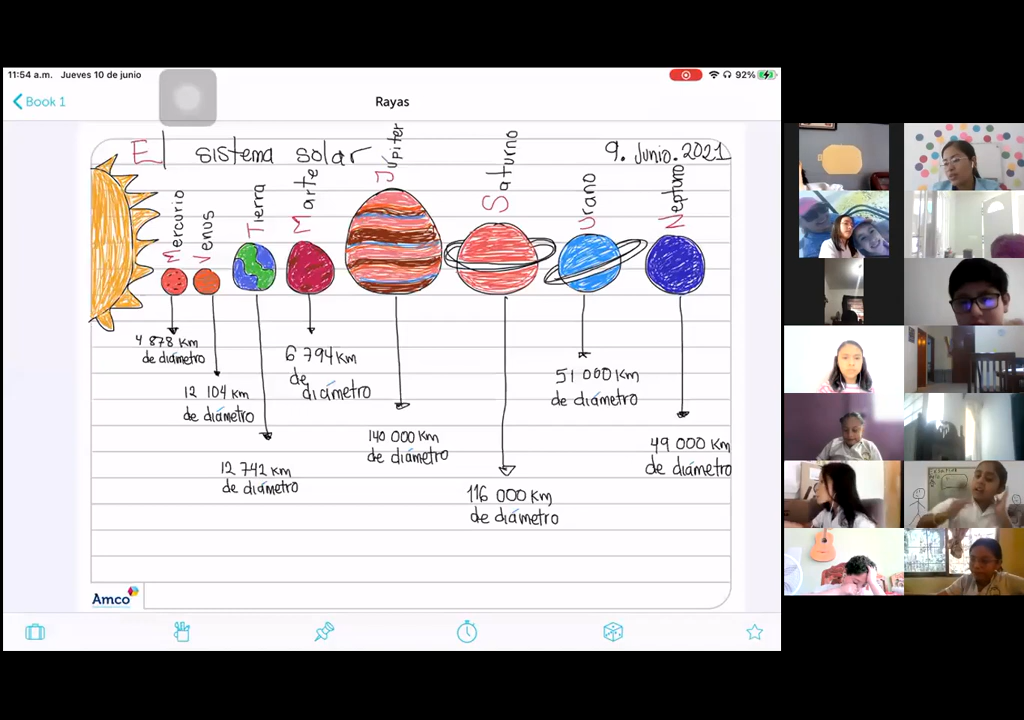 11:54 a.m. Jueves 10 de junio
92%
Book 1
Rayas
El sistema solar
9. Junio. 2021
Mercurio
Venus
Tierra
Marte
Júpiter
Saturno
Urano
Neptuno
4 878 Km
de diámetro
12 104 Km
de diámetro
12 742 Km
de diámetro
6 794 Km
de diámetro
140 000 Km
de diámetro
116 000 Km
de diámetro
51 000 Km
de diámetro
49 000 Km
de diámetro
Amco